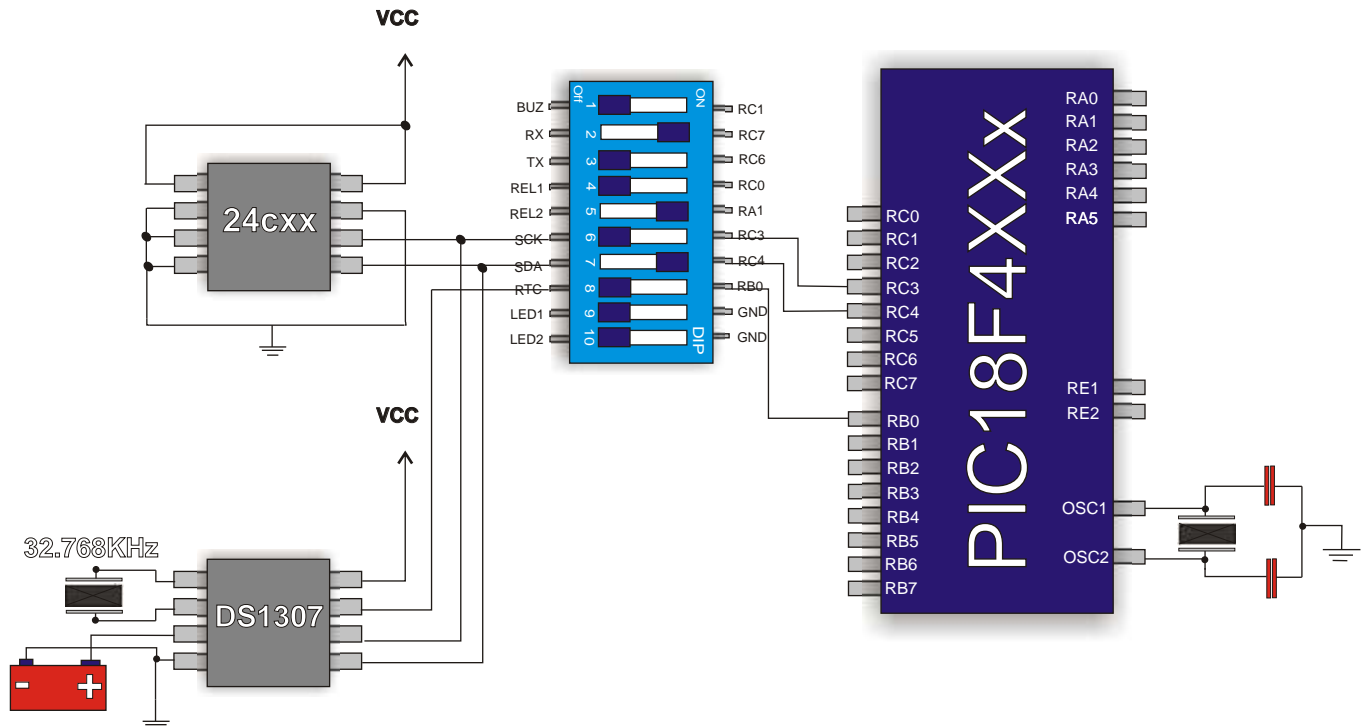 VCC
24cxx
VCC
32.768KHz
DS1307
- +
Off
ON
BUZ 1 RC1
RX 2 RC7
TX 3 RC6
REL1 4 RC0
REL2 5 RA1
SCK 6 RC3
SDA 7 RC4
RTC 8 RB0
LED1 9 GND
LED2 10 GND
DIP
PIC18F4XXx
RC0
RC1
RC2
RC3
RC4
RC5
RC6
RC7
RB0
RB1
RB2
RB3
RB4
RB5
RB6
RB7
RA0
RA1
RA2
RA3
RA4
RA5
RE1
RE2
OSC1
OSC2